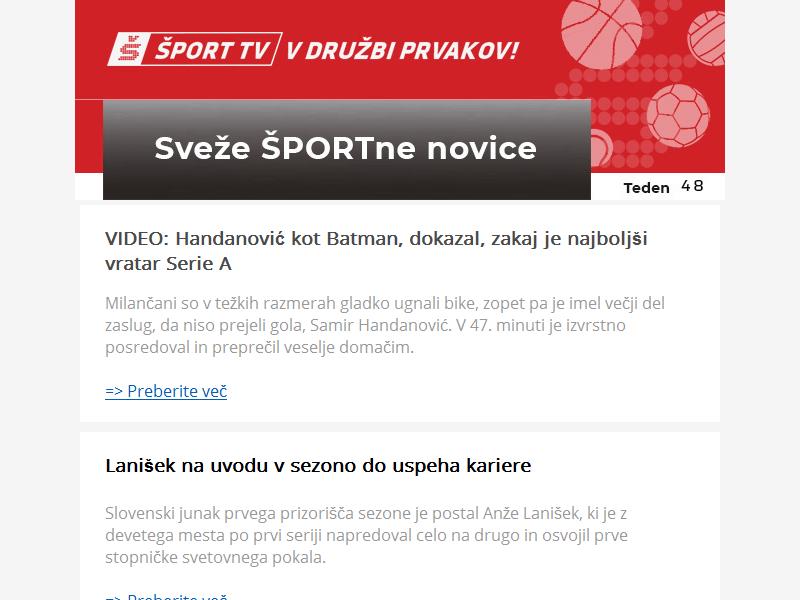 Š ŠPORT TV V DRUŽBI PRVAKOV!
Sveže ŠPORTne novice
Teden 48
VIDEO: Handanović kot Batman, dokazal, zakaj je najboljši
vratar Serie A
Milančani so v težkih razmerah gladko ugnali bike, zopet pa je imel večji del
zaslug, da niso prejeli gola, Samir Handanović. V 47. minuti je izvrstno
posredoval in preprečil veselje domačim.
=> Preberite več
Lanišek na uvodu v sezono do uspeha kariere
Slovenski junak prvega prizorišča sezone je postal Anže Lanišek, ki je z
devetega mesta po prvi seriji napredoval celo na drugo in osvojil prve
stopničke svetovnega pokala.
=> Preberite več